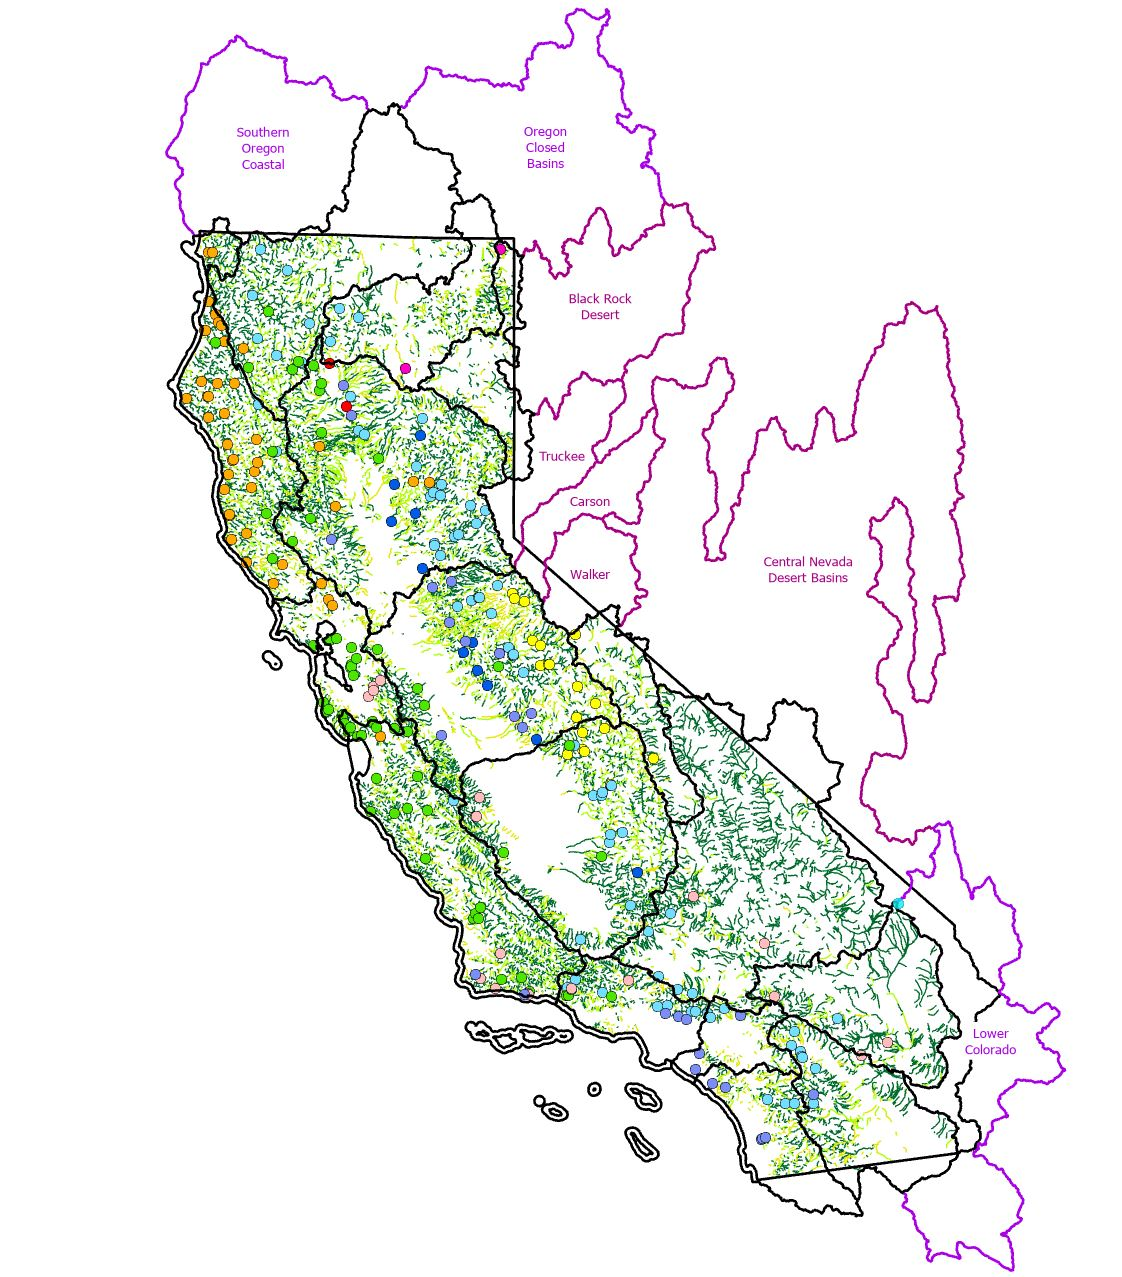 Southern
Oregon
Coastal
Oregon
Closed
Basins
Black Rock
Desert
Truckee
Carson
Walker
Central Nevada
Desert Basins
Lower
Colorado